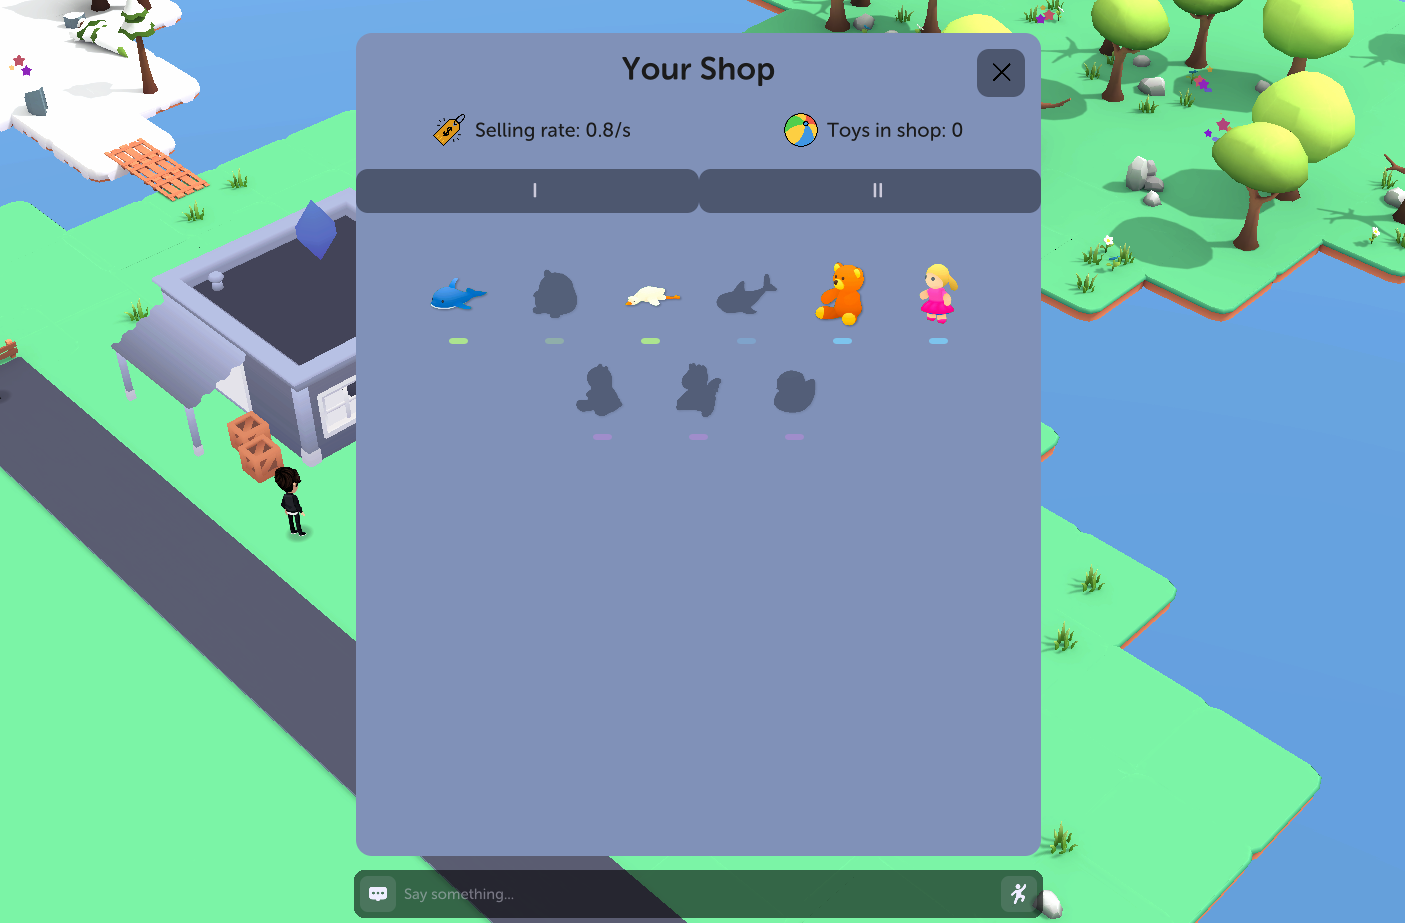 Your Shop
Selling rate: 0.8/s
Toys in shop: 0
I
II
Say something...